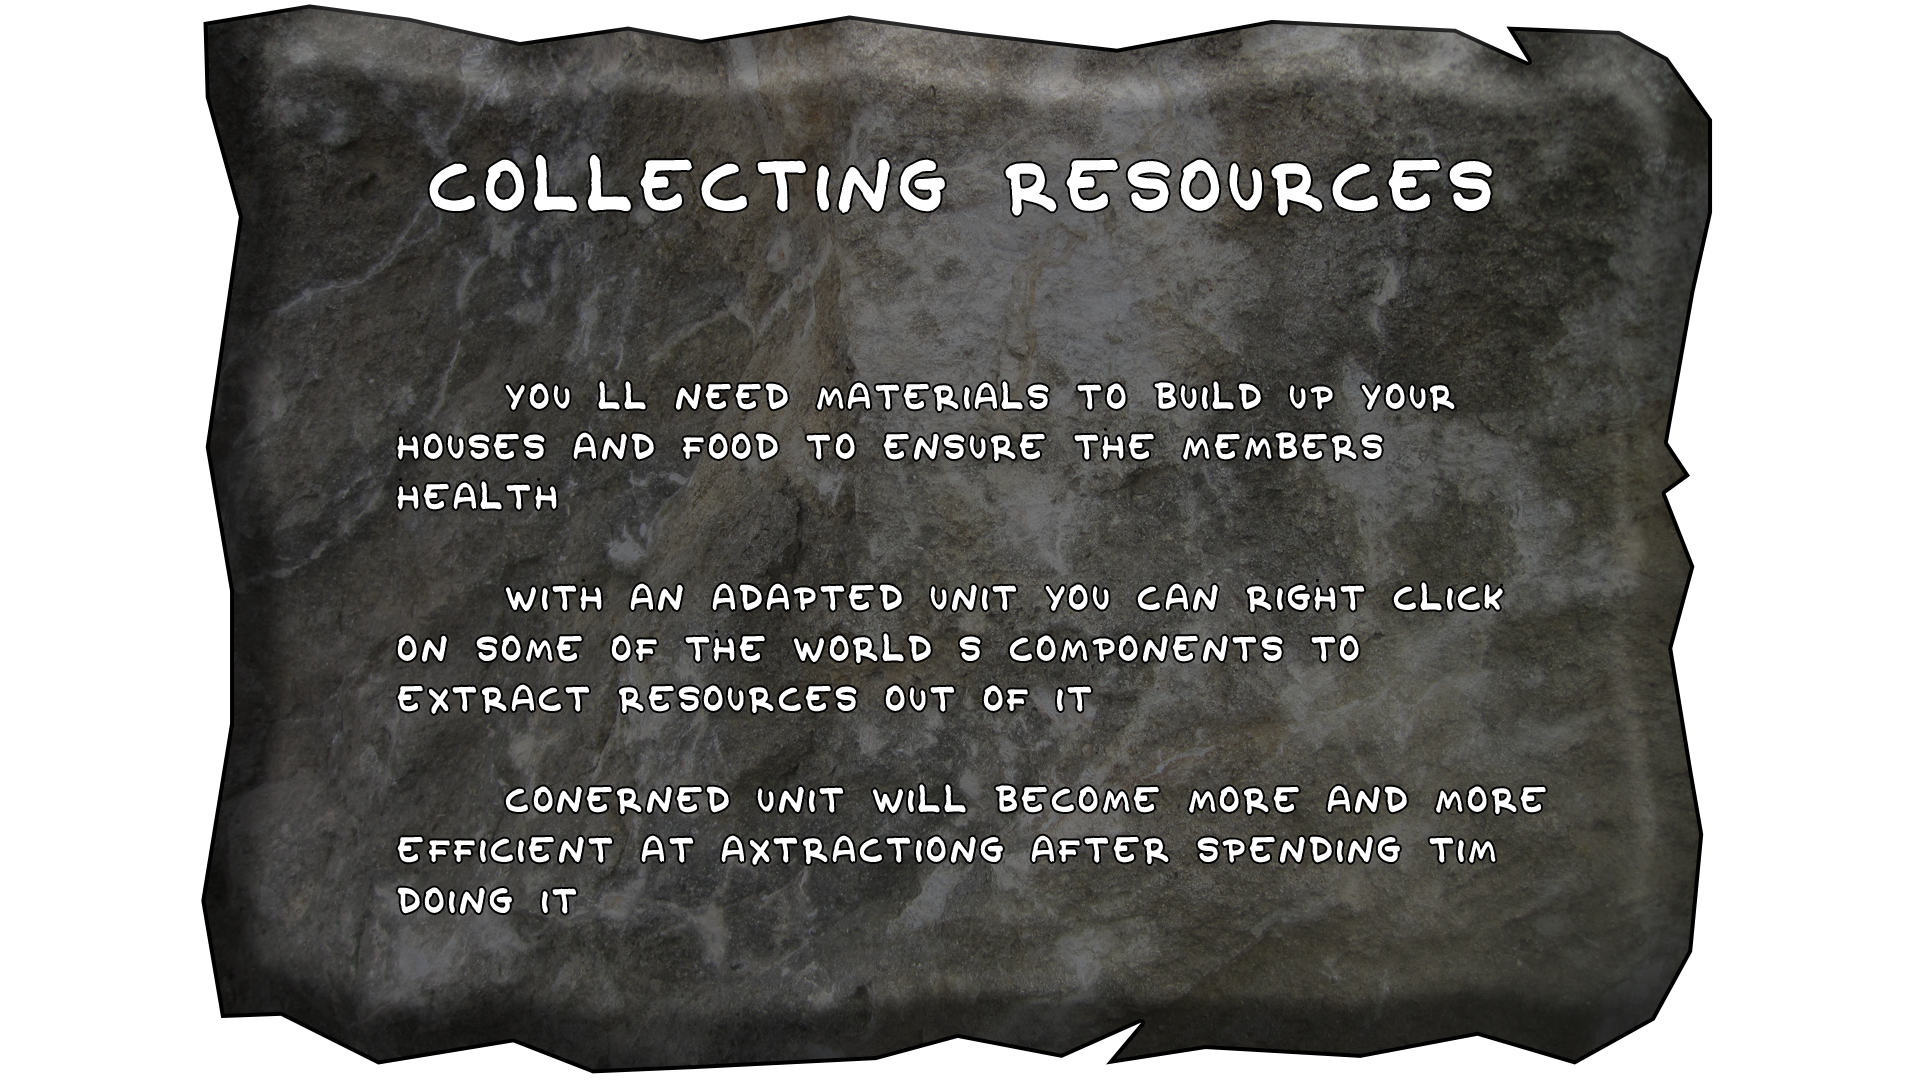 COLLECTING RESOURCES
YOU LL NEED MATERIALS TO BUILD UP YOUR
HOUSES AND FOOD TO ENSURE THE MEMBERS
HEALTH
WITH AN ADAPTED UNIT YOU CAN RIGHT CLICK
ON SOME OF THE WORLD S COMPONENTS TO
EXTRACT RESOURCES OUT OF IT
CONERNED UNIT WILL BECOME MORE AND MORE
EFFICIENT AT AXTRACTIONG AFTER SPENDING TIM
DOING IT